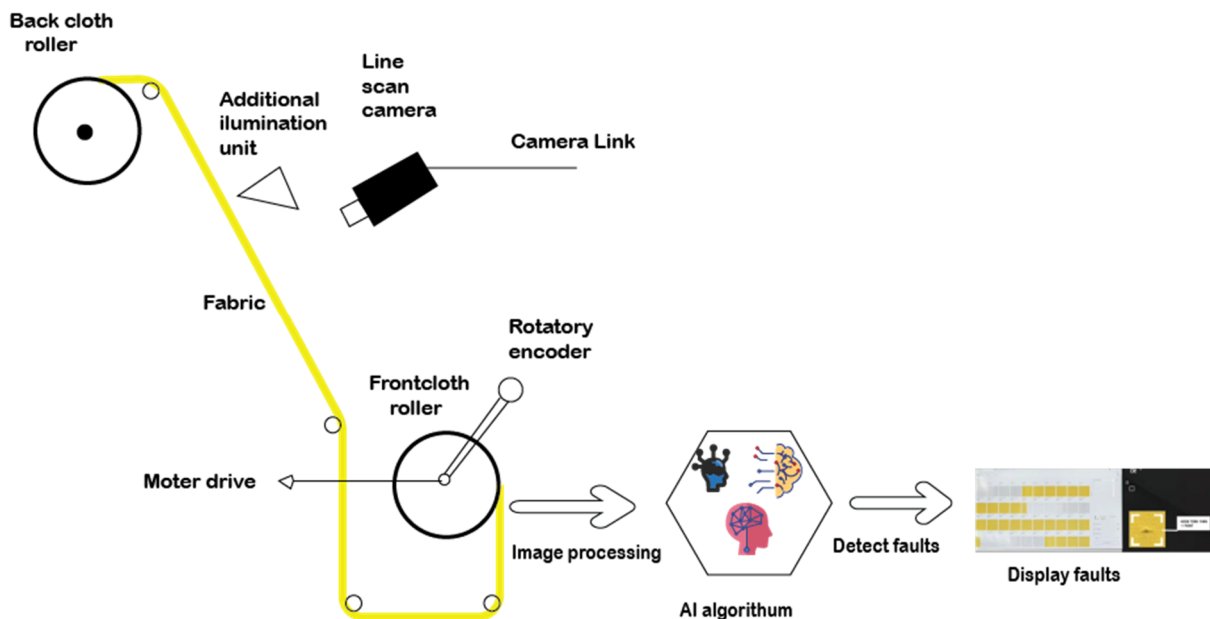 Back cloth
roller
Line
scan
camera
Additional
ilumination
unit
Camera Link
Fabric
Rotatory
encoder
Frontcloth
roller
Moter drive
Image processing
Detect faults
Display faults
AI algorithum